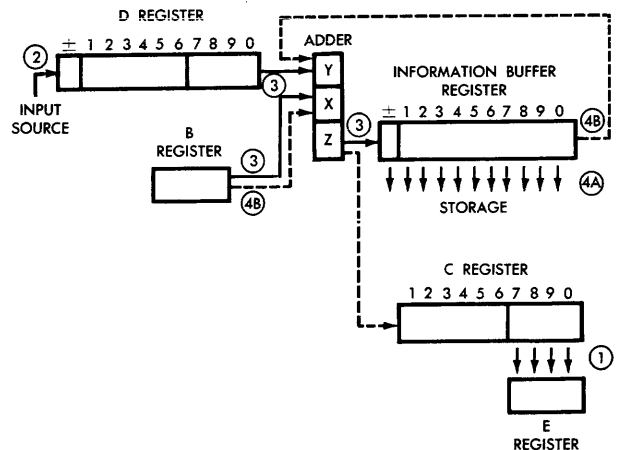 D REGISTER
± 1 2 3 4 5 6 7 8 9 0
2
INPUT
SOURCE
3
ADDER
Y
X
Z
B
REGISTER
3
4B
3
INFORMATION BUFFER
REGISTER
± 1 2 3 4 5 6 7 8 9 0
4B
4A
STORAGE
C REGISTER
1 2 3 4 5 6 7 8 9 0
1
E
REGISTER